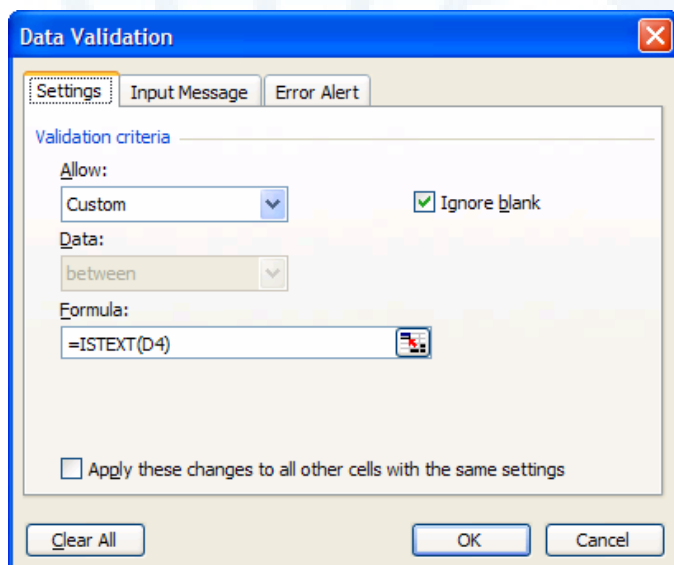 Data Validation
Settings Input Message Error Alert
Validation criteria
Allow:
Custom Ignore blank
Data:
between
Formula:
=ISTEXT(D4)
Apply these changes to all other cells with the same settings
Clear All OK Cancel